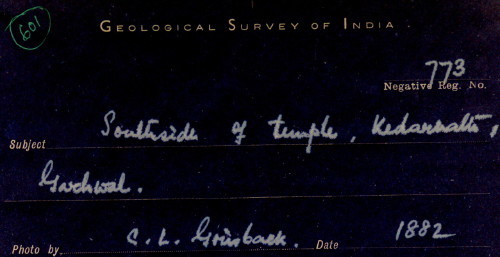 601
GEOLOGICAL SURVEY OF INDIA
773
Negative Reg. No.
Subject Southside of temple, Kedarnath,
Garhwal.
Photo by C. L. Griesback. Date 1882